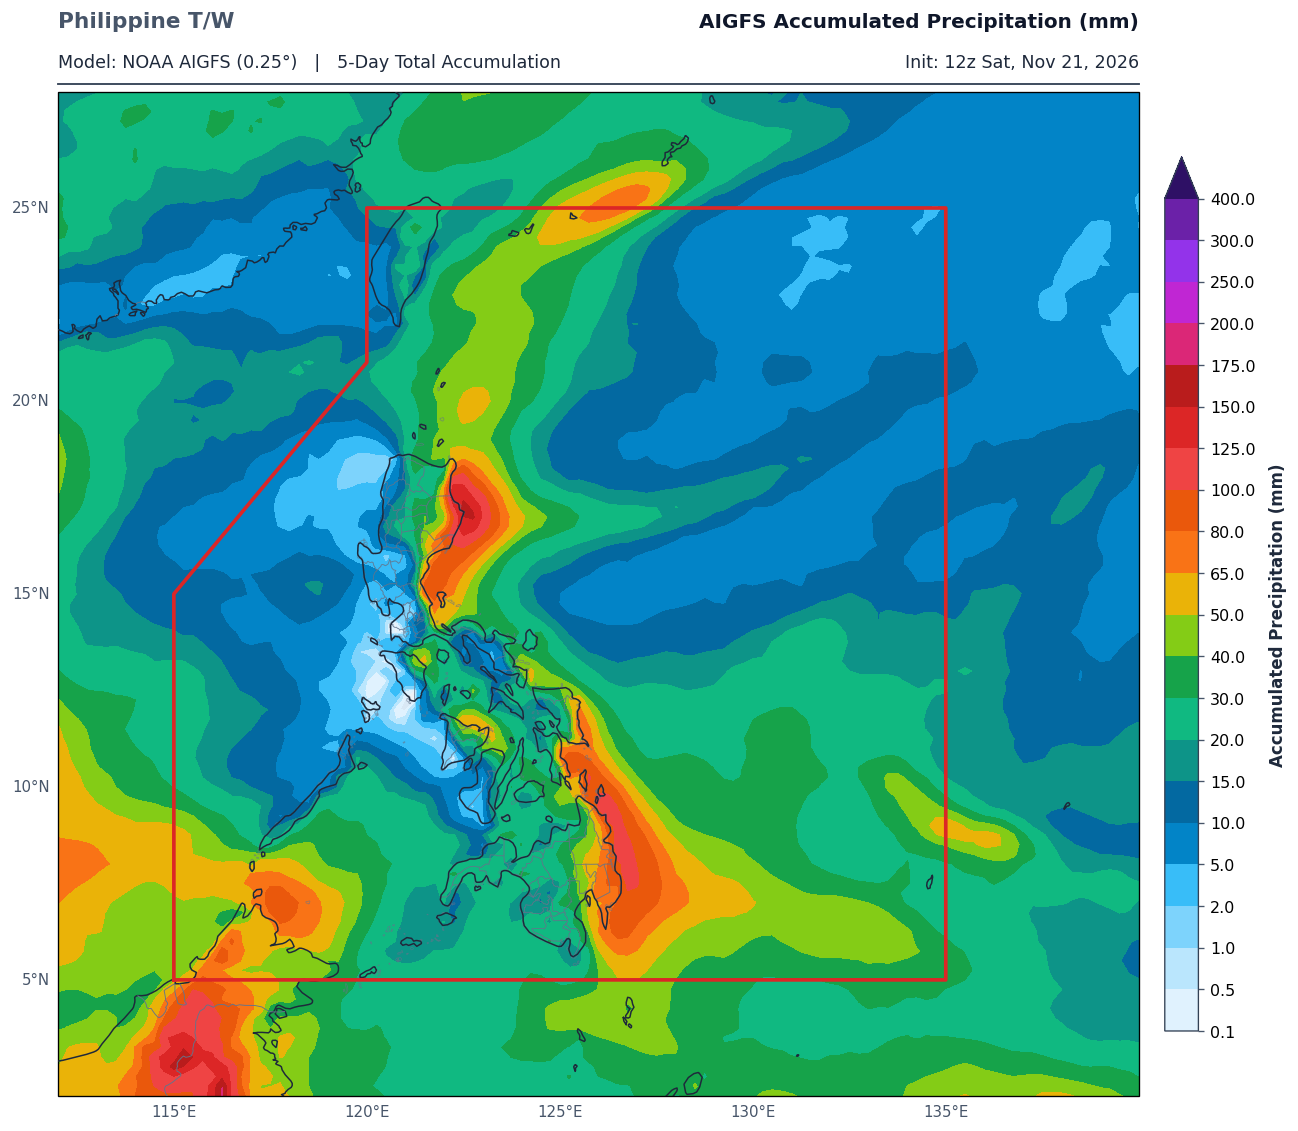 Philippine T/W
AIGFS Accumulated Precipitation (mm)
Model: NOAA AIGFS (0.25°) | 5-Day Total Accumulation
Init: 12z Sat, Nov 21, 2026
25°N
20°N
15°N
10°N
5°N
115°E
120°E
125°E
130°E
135°E
400.0
300.0
250.0
200.0
175.0
150.0
125.0
100.0
80.0
65.0
50.0
40.0
30.0
20.0
15.0
10.0
5.0
2.0
1.0
0.5
0.1
Accumulated Precipitation (mm)